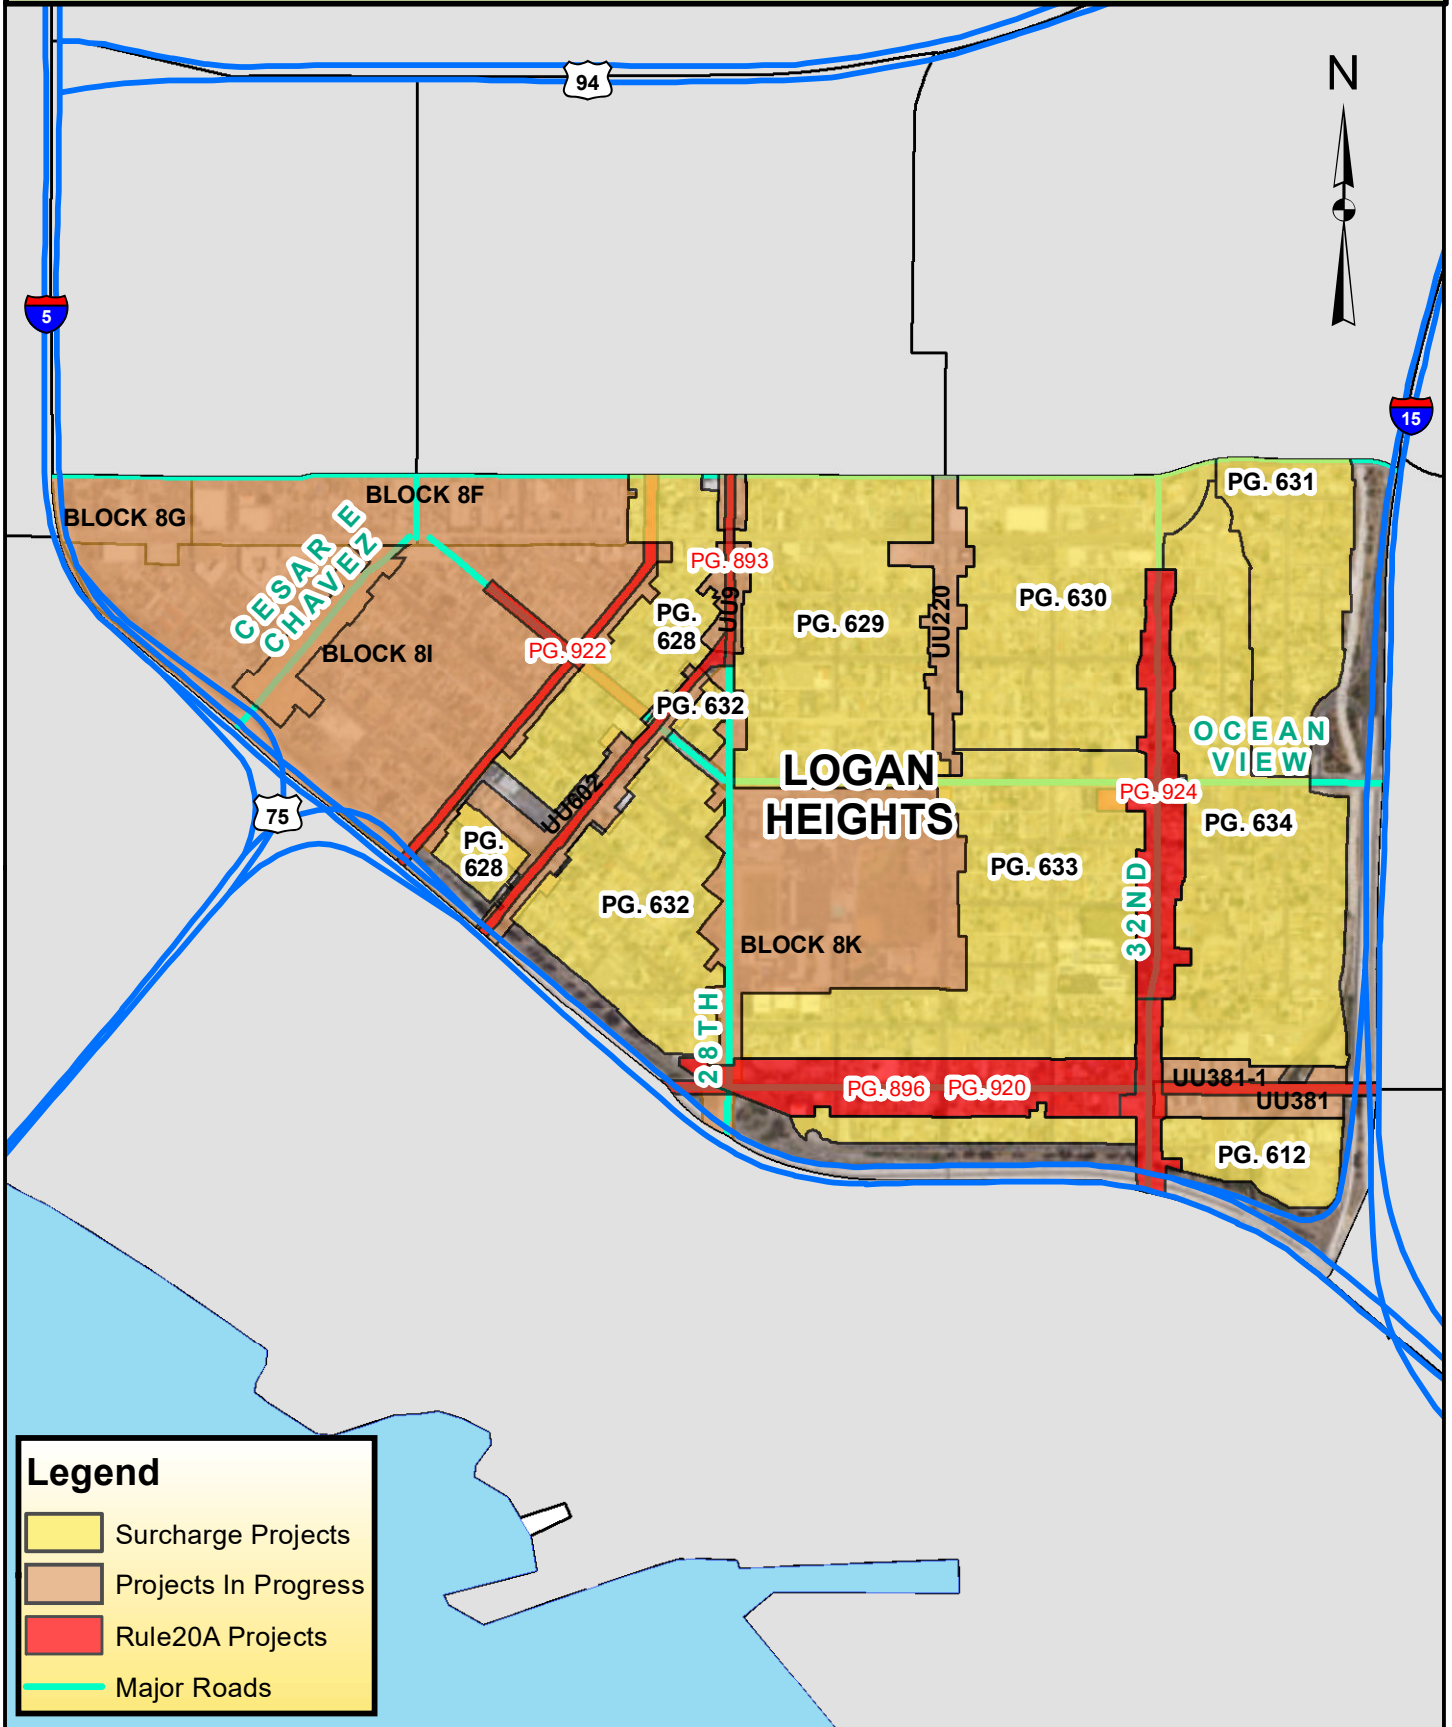 94
N
5
15
PG. 631
BLOCK 8F
BLOCK 8G
CESAR E
CHAVEZ
PG. 893
PG. 630
UU9
PG.
628
PG. 629
UU220
PG. 922
BLOCK 8I
PG. 632
OCEAN
VIEW
LOGAN
HEIGHTS
PG. 924
75
UU602
PG. 634
PG.
628
PG. 633
PG. 632
32ND
BLOCK 8K
28TH
UU381-1
PG. 896
PG. 920
UU381
PG. 612
Legend
Surcharge Projects
Projects In Progress
Rule20A Projects
Major Roads